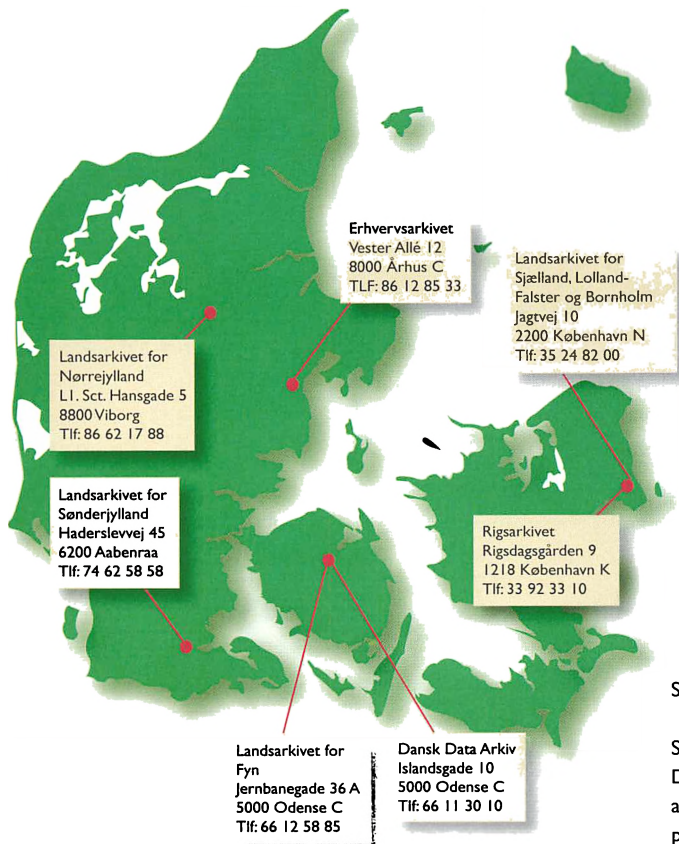 Erhvervsarkivet
Vester Allé 12
8000 Århus C
TLF: 86 12 85 33
Landsarkivet for
Sjælland, Lolland-
Falster og Bornholm
Jagtvej 10
2200 København N
Tlf: 35 24 82 00
Landsarkivet for
Nørrejylland
L1. Sct. Hansgade 5
8800 Viborg
Tlf: 86 62 17 88
Landsarkivet for
Sønderjylland
Haderslevvej 45
6200 Aabenraa
Tlf: 74 62 58 58
Rigsarkivet
Rigsdagsgården 9
1218 København K
Tlf: 33 92 33 10
Landsarkivet for
Fyn
Jernbanegade 36 A
5000 Odense C
Tlf: 66 12 58 85
Dansk Data Arkiv
Islandsgade 10
5000 Odense C
Tlf: 66 11 30 10
S
S
D
a
P